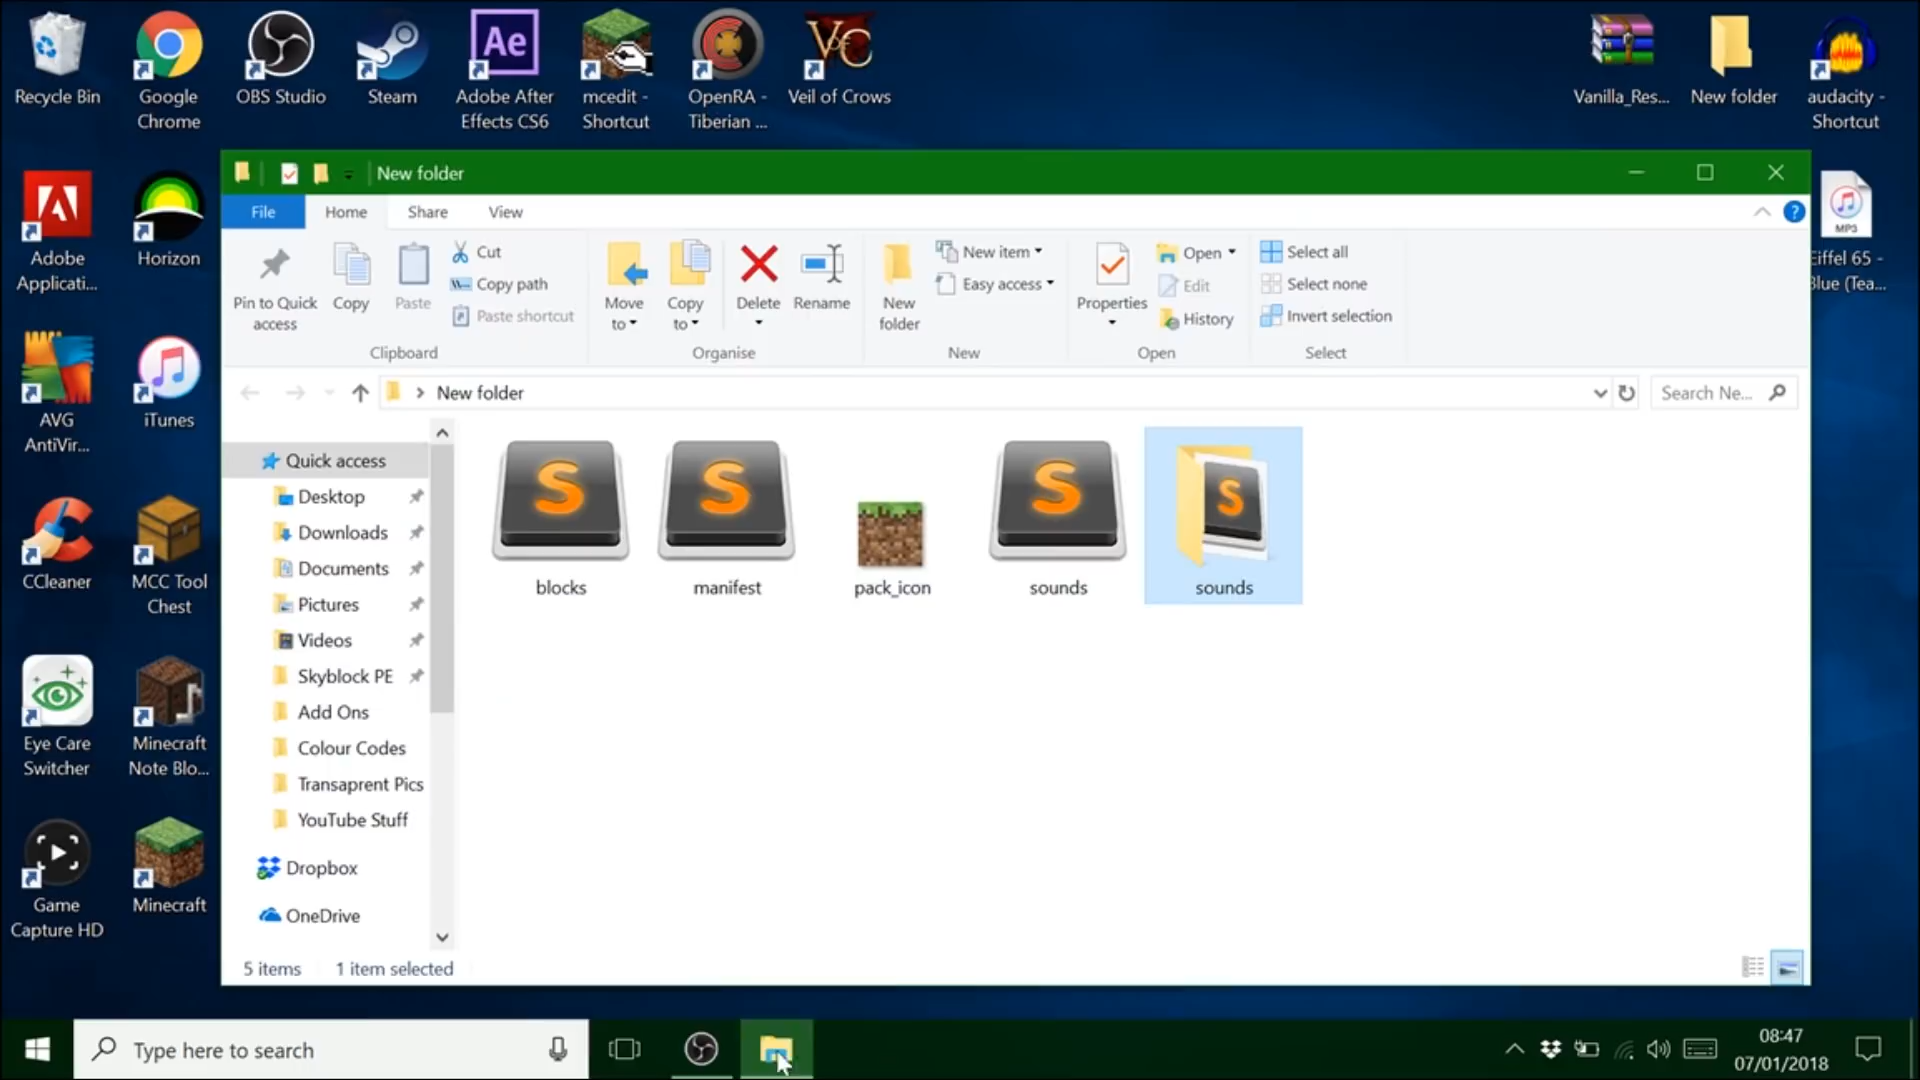 Recycle Bin
Google
Chrome
OBS Studio
Steam
Ae
Adobe After
Effects CS6
mcedit -
Shortcut
OpenRA -
Tiberian ...
Veil of Crows
Vanilla_Res...
New folder
audacity -
Shortcut
Adobe
Applicati...
Horizon
AVG
AntiVir...
iTunes
CCleaner
MCC Tool
Chest
Eye Care
Switcher
Minecraft
Note Blo...
Game
Capture HD
Minecraft
MP3
Eiffel 65 -
Blue (Tea...
New folder
File
Home
Share
View
?
Pin to Quick
access
Copy
Paste
Cut
Copy path
Paste shortcut
Clipboard
Move
to
Copy
to
Delete
Rename
Organise
New
folder
New item
Easy access
New
Properties
Open
Edit
History
Open
Select all
Select none
Invert selection
Select
New folder
Search Ne...
Quick access
Desktop
Downloads
Documents
Pictures
Videos
Skyblock PE
Add Ons
Colour Codes
Transaprent Pics
YouTube Stuff
Dropbox
OneDrive
S
blocks
S
manifest
pack_icon
S
sounds
S
sounds
5 items
1 item selected
Type here to search
08:47
07/01/2018